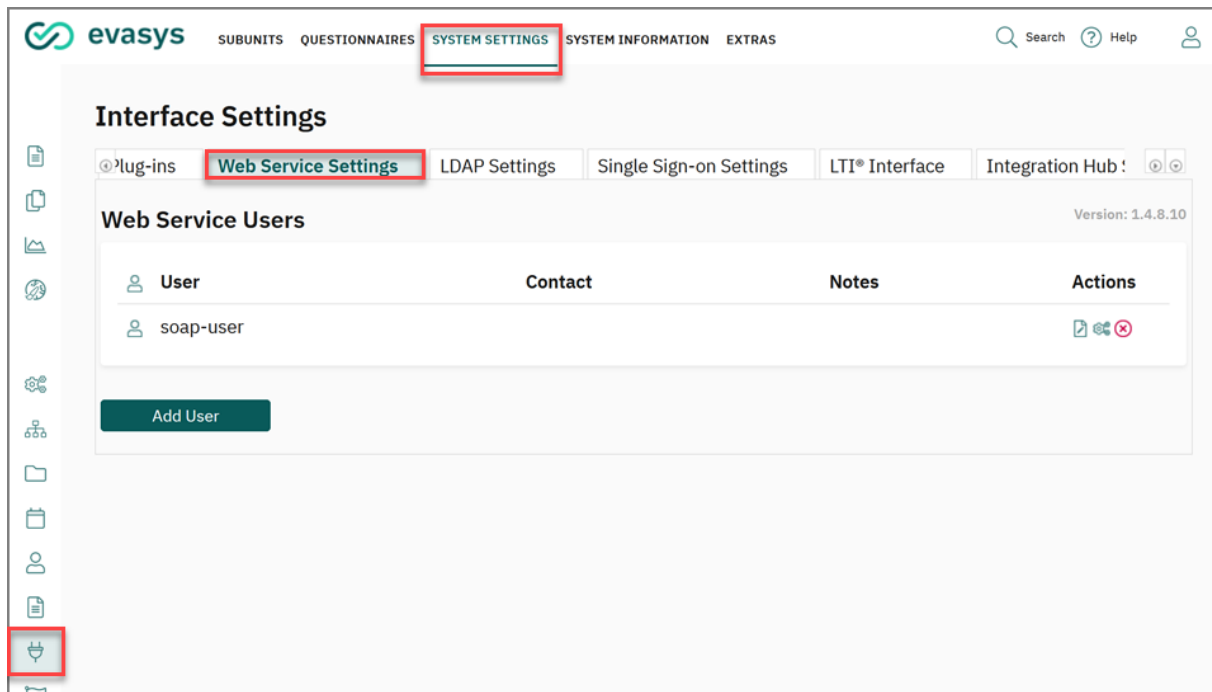 evasys SUBUNITS QUESTIONNAIRES SYSTEM SETTINGS SYSTEM INFORMATION EXTRAS Search ? Help
Interface Settings
Plug-ins Web Service Settings LDAP Settings Single Sign-on Settings LTI® Interface Integration Hub
Web Service Users Version: 1.4.8.10
User Contact Notes Actions
soap-user
Add User